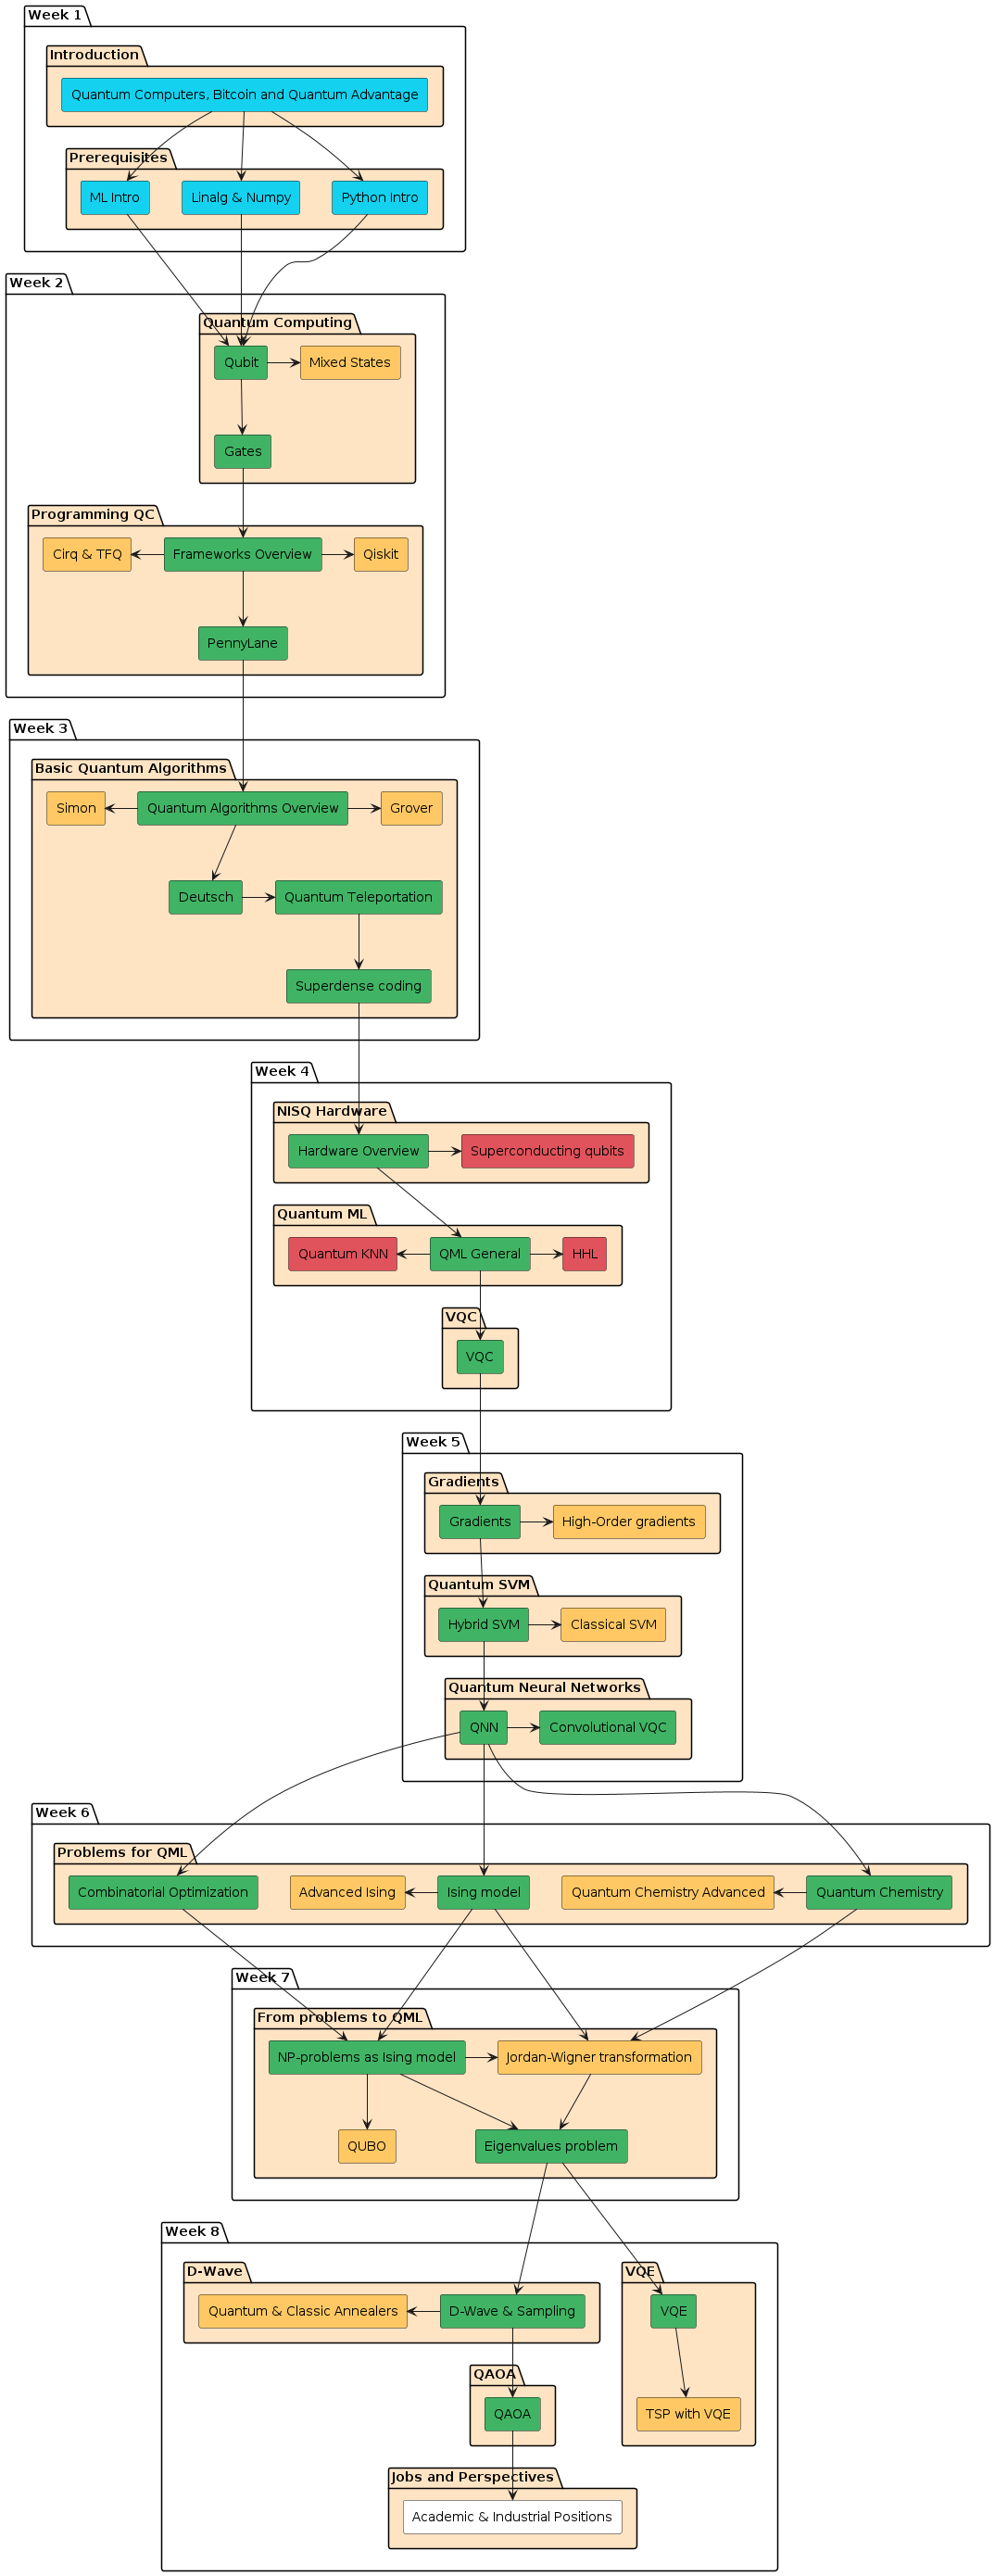 Week 1
Introduction
Quantum Computers, Bitcoin and Quantum Advantage
Prerequisites
ML Intro
Linalg & Numpy
Python Intro
Week 2
Quantum Computing
Qubit
Mixed States
Gates
Programming QC
Cirq & TFQ
Frameworks Overview
Qiskit
PennyLane
Week 3
Basic Quantum Algorithms
Simon
Quantum Algorithms Overview
Grover
Deutsch
Quantum Teleportation
Superdense coding
Week 4
NISQ Hardware
Hardware Overview
Superconducting qubits
Quantum ML
Quantum KNN
QML General
HHL
VQC
VQC
Week 5
Gradients
Gradients
High-Order gradients
Quantum SVM
Hybrid SVM
Classical SVM
Quantum Neural Networks
QNN
Convolutional VQC
Week 6
Problems for QML
Combinatorial Optimization
Advanced Ising
Ising model
Quantum Chemistry Advanced
Quantum Chemistry
Week 7
From problems to QML
NP-problems as Ising model
Jordan-Wigner transformation
QUBO
Eigenvalues problem
Week 8
D-Wave
Quantum & Classic Annealers
D-Wave & Sampling
VQE
VQE
QAOA
QAOA
TSP with VQE
Jobs and Perspectives
Academic & Industrial Positions